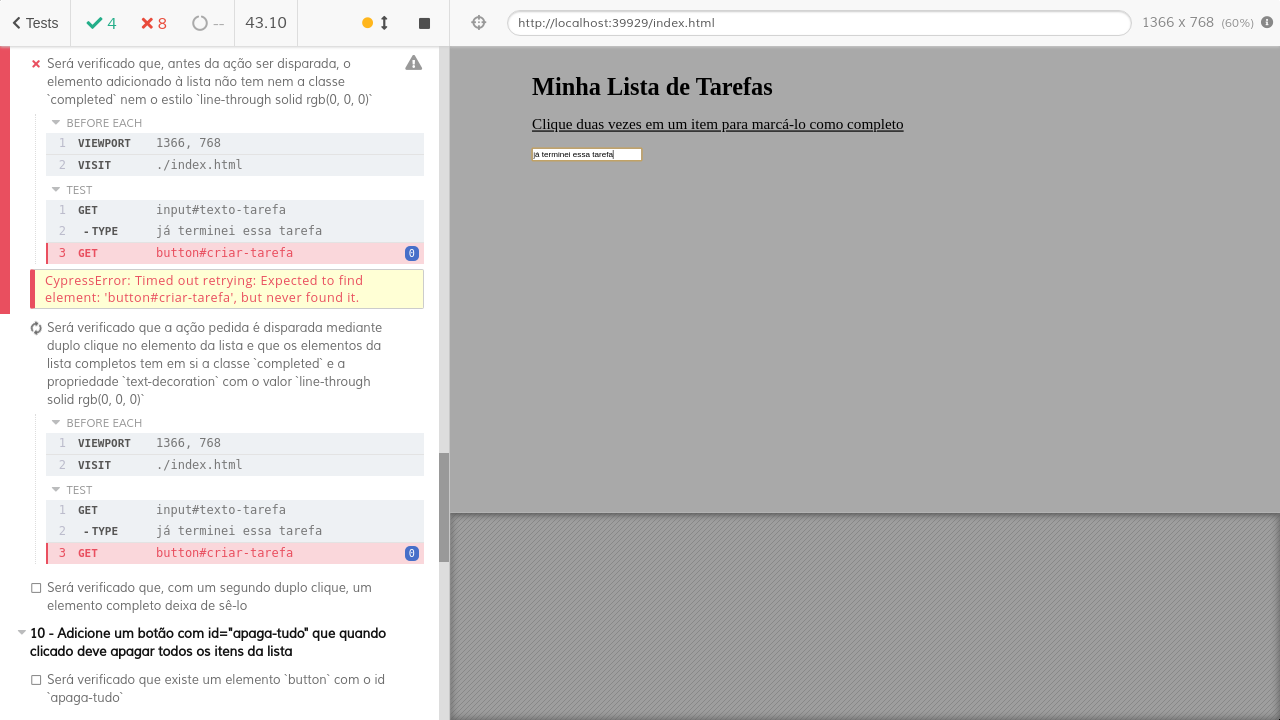 Tests
4
8
--
43.10
http://localhost:39929/index.html
1366 x 768 (60%)
Será verificado que, antes da ação ser disparada, o
elemento adicionado à lista não tem nem a classe
`completed` nem o estilo `line-through solid rgb(0, 0, 0)`
BEFORE EACH
1 VIEWPORT 1366, 768
2 VISIT ./index.html
TEST
1 GET input#texto-tarefa
2 - TYPE já terminei essa tarefa
3 GET button#criar-tarefa 0
CypressError: Timed out retrying: Expected to find
element: 'button#criar-tarefa', but never found it.
Será verificado que a ação pedida é disparada mediante
duplo clique no elemento da lista e que os elementos da
lista completos tem em si a classe `completed` e a
propriedade `text-decoration` com o valor `line-through
solid rgb(0, 0, 0)`
BEFORE EACH
1 VIEWPORT 1366, 768
2 VISIT ./index.html
TEST
1 GET input#texto-tarefa
2 - TYPE já terminei essa tarefa
3 GET button#criar-tarefa 0
Será verificado que, com um segundo duplo clique, um
elemento completo deixa de sê-lo
10 - Adicione um botão com id="apaga-tudo" que quando
clicado deve apagar todos os itens da lista
Será verificado que existe um elemento `button` com o id
`apaga-tudo`
Minha Lista de Tarefas
Clique duas vezes em um item para marcá-lo como completo
já terminei essa tarefa